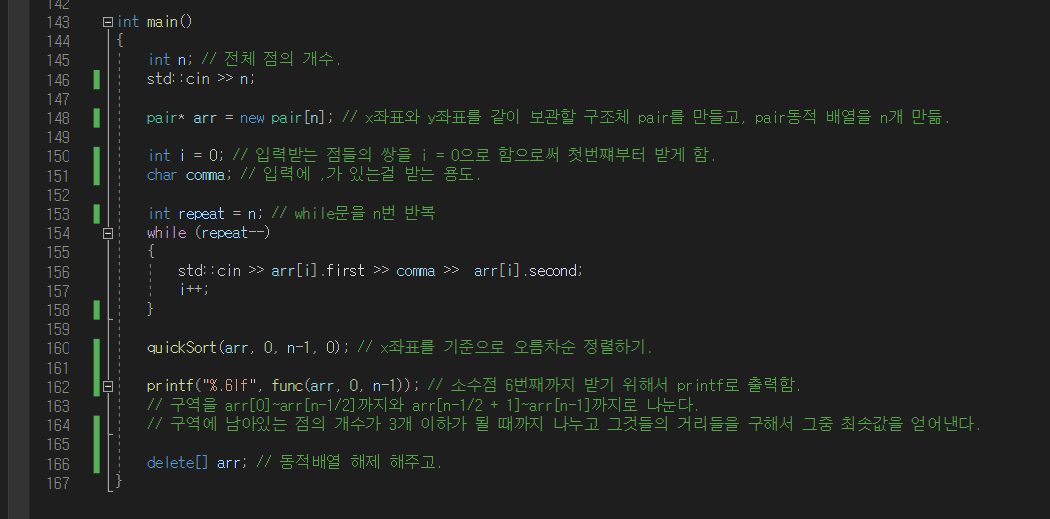 142
143 int main()
144 {
145 int n; // 전체 점의 개수.
146 std::cin >> n;
147
148 pair* arr = new pair[n]; // x좌표와 y좌표를 같이 보관할 구조체 pair를 만들고, pair동적 배열을 n개 만듦.
149
150 int i = 0; // 입력받는 점들의 쌍을 i = 0으로 함으로써 첫번째부터 받게 함.
151 char comma; // 입력에 ,가 있는걸 받는 용도.
152
153 int repeat = n; // while문을 n번 반복
154 while (repeat--)
155 {
156 std::cin >> arr[i].first >> comma >> arr[i].second;
157 i++;
158 }
159
160 quickSort(arr, 0, n-1, 0); // x좌표를 기준으로 오름차순 정렬하기.
161
162 printf("%.6lf", func(arr, 0, n-1)); // 소수점 6번째까지 받기 위해서 printf로 출력함.
163 // 구역을 arr[0]~arr[n-1/2]까지와 arr[n-1/2 + 1]~arr[n-1]까지로 나눈다.
164 // 구역에 남아있는 점의 개수가 3개 이하가 될 때까지 나누고 그것들의 거리들을 구해서 그중 최솟값을 얻어낸다.
165
166 delete[] arr; // 동적배열 해제 해주고.
167 }